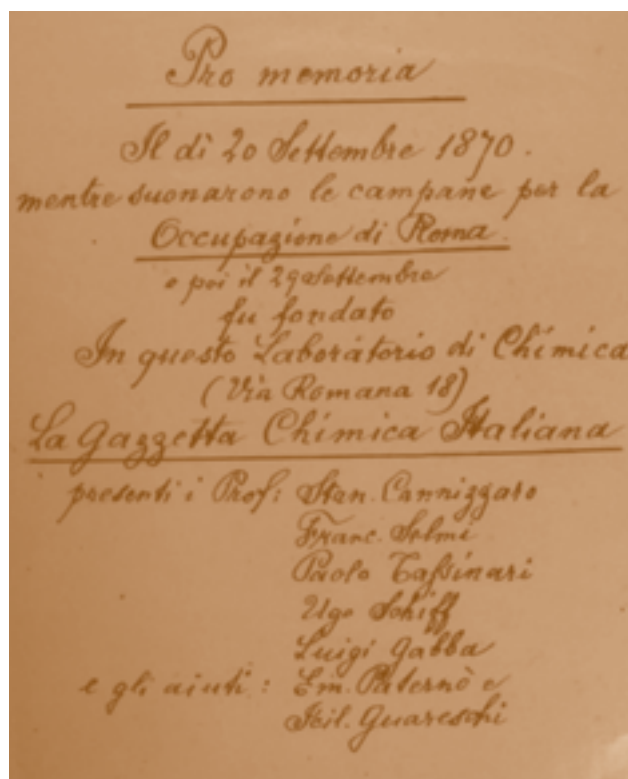 Pro memoria
Il dì 20 Settembre 1870.
mentre suonarono le campane per la
Occupazione di Roma.
e poi il 29 Settembre
fu fondato
In questo Laboratorio di Chimica
(Via Romana 18)
La Gazzetta Chimica Italiana
presenti i Prof: Stan. Cannizzaro
Franc. Selmi
Paolo Tassinari
Ugo Schiff
Luigi Gabba
e gli aiuti: Em. Paternò e
Icil. Guareschi